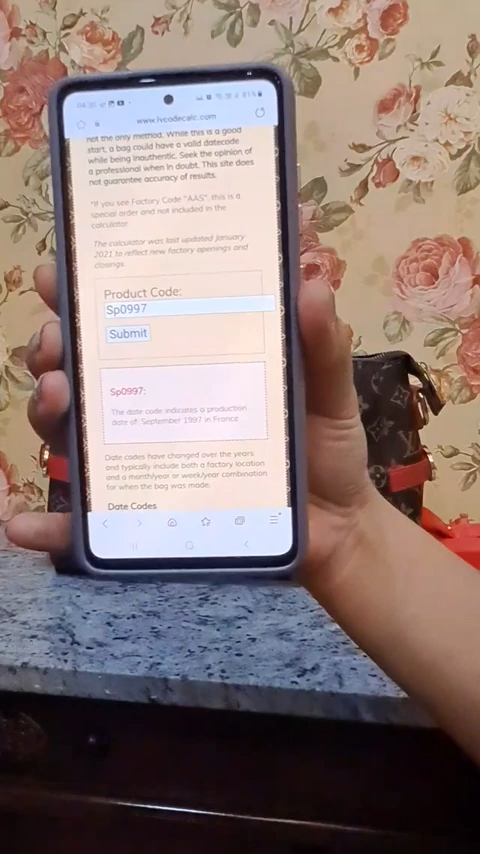 04:30
81%
www.lvcodecalc.com
not the only method. While this is a good
start, a bag could have a valid datecode
while being inauthentic. Seek the opinion of
a professional when in doubt. This site does
not guarantee accuracy of results.
*If you see Factory Code "AAS", this is a
special order and not included in the
calculator.
The calculator was last updated January
2021 to reflect new factory openings and
closings.
Product Code:
Sp0997
Submit
Sp0997:
The date code indicates a production
date of: September 1997 in France
Date codes have changed over the years
and typically include both a factory location
and a month/year or week/year combination
for when the bag was made.
Date Codes